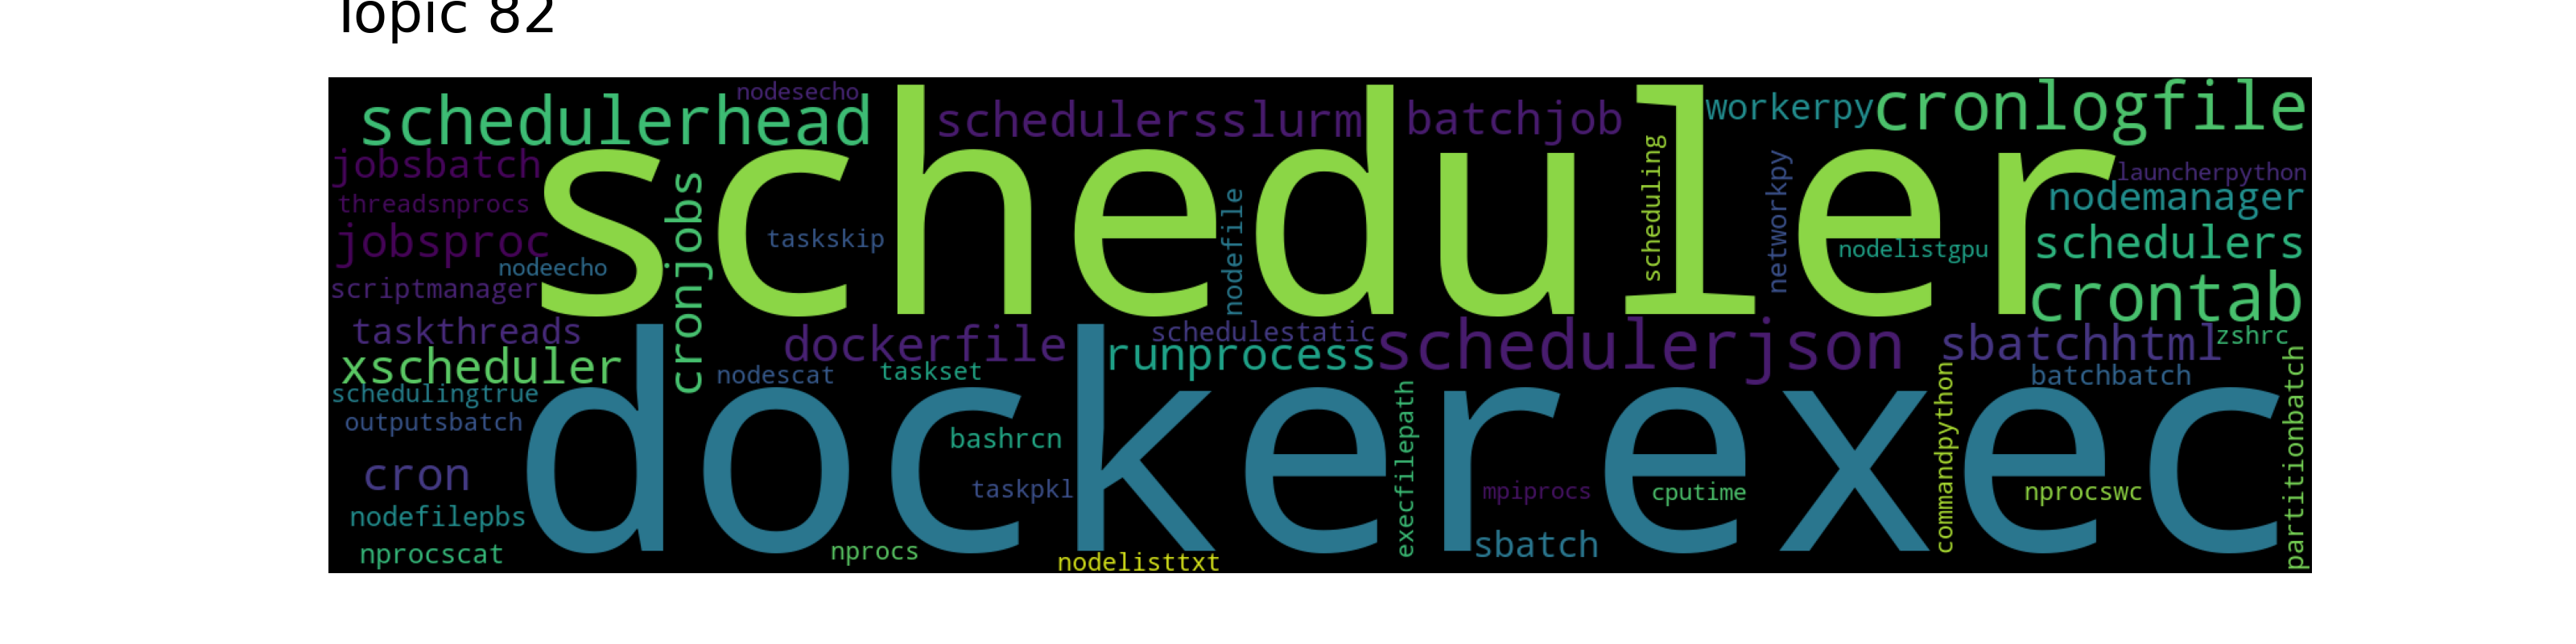 Topic 82
nodesecho
schedulerhead
schedulersslurm
batchjob
workerpy
cronlogfile
scheduler
jobsbatch
threadsnprocs
jobsproc
nodeecho
scriptmanager
cronjobs
taskskip
nodefile
scheduling
networkpy
nodelistgpu
launcherpython
nodemanager
schedulers
crontab
taskthreads
xscheduler
schedulingtrue
outputsbatch
dockerfile
nodescat
taskset
schedulestatic
runprocess
schedulerjson
sbatchhtml
zshrc
batchbatch
dockerexec
cron
nodefilepbs
nprocscat
bashrcn
taskpkl
nprocs
nodelisttxt
execfilepath
mpiprocs
sbatch
cputime
commandpython
nprocswc
partitionbatch